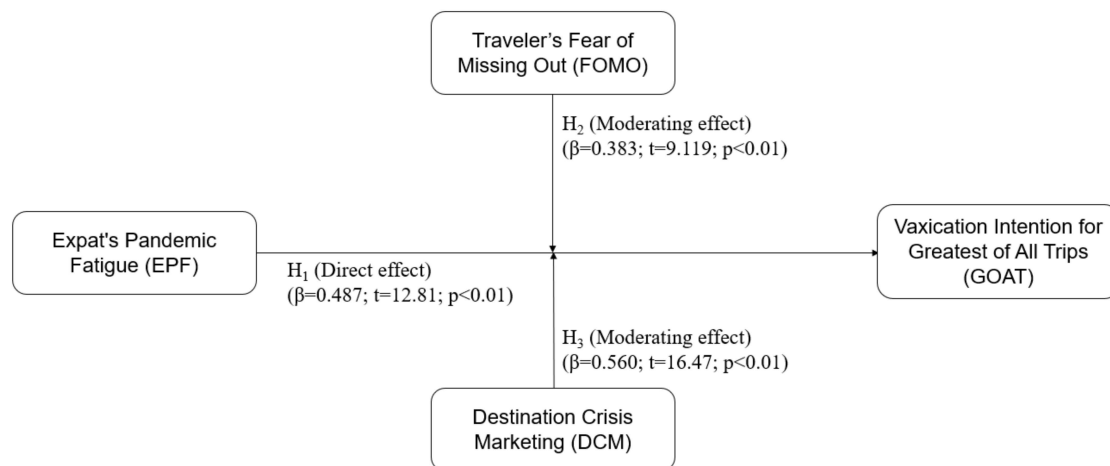 Traveler’s Fear of
Missing Out (FOMO)
H₂ (Moderating effect)
(β=0.383; t=9.119; p<0.01)
Expat's Pandemic
Fatigue (EPF)
Vaxication Intention for
Greatest of All Trips
(GOAT)
H₁ (Direct effect)
(β=0.487; t=12.81; p<0.01)
H₃ (Moderating effect)
(β=0.560; t=16.47; p<0.01)
Destination Crisis
Marketing (DCM)